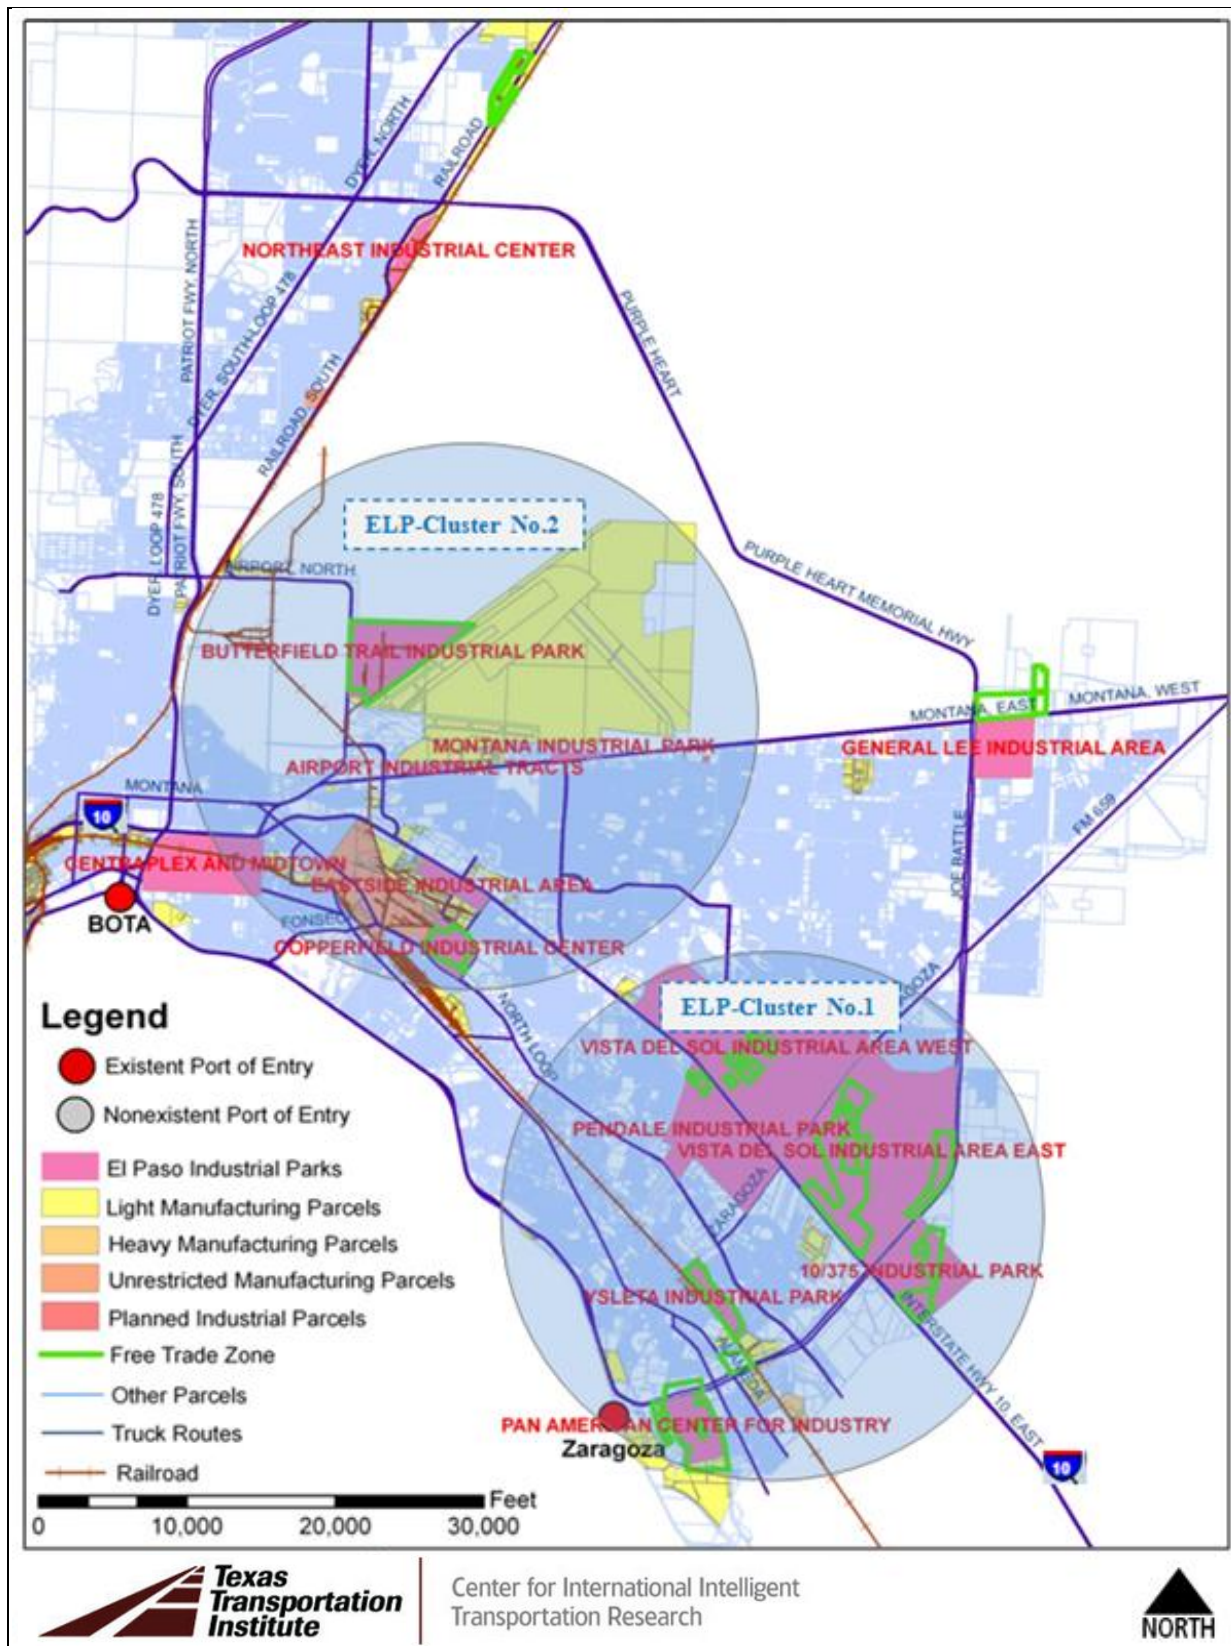 DYER, NORTH
RAILROAD
NORTHEAST INDUSTRIAL CENTER
PATRIOT FWY, NORTH
DYER, SOUTH-LOOP 478
PURPLE HEART
RAILROAD, SOUTH
DYER, LOOP 478
PATRIOT FWY, SOUTH
ELP-Cluster No.2
AIRPORT, NORTH
PURPLE HEART MEMORIAL HWY
BUTTERFIELD TRAIL INDUSTRIAL PARK
MONTANA, EAST
MONTANA, WEST
MONTANA INDUSTRIAL PARK
GENERAL LEE INDUSTRIAL AREA
AIRPORT INDUSTRIAL TRACTS
MONTANA
10
FM 659
JOE BATTLE
CENTRAPLEX AND MIDTOWN
EASTSIDE INDUSTRIAL AREA
BOTA
FONSECA
COPPERFIELD INDUSTRIAL CENTER
ELP-Cluster No.1
AGOZA
NORTH LOOP
VISTA DEL SOL INDUSTRIAL AREA WEST
PENDALE INDUSTRIAL PARK
VISTA DEL SOL INDUSTRIAL AREA EAST
ZARAGOZA
10/375 INDUSTRIAL PARK
YSLETA INDUSTRIAL PARK
INTERSTATE HWY 10, EAST
ALAMEDA
PAN AMERICAN CENTER FOR INDUSTRY
Zaragoza
10
Legend
Existent Port of Entry
Nonexistent Port of Entry
El Paso Industrial Parks
Light Manufacturing Parcels
Heavy Manufacturing Parcels
Unrestricted Manufacturing Parcels
Planned Industrial Parcels
Free Trade Zone
Other Parcels
Truck Routes
Railroad
Feet
0 10,000 20,000 30,000
Texas
Transportation
Institute
Center for International Intelligent
Transportation Research
NORTH